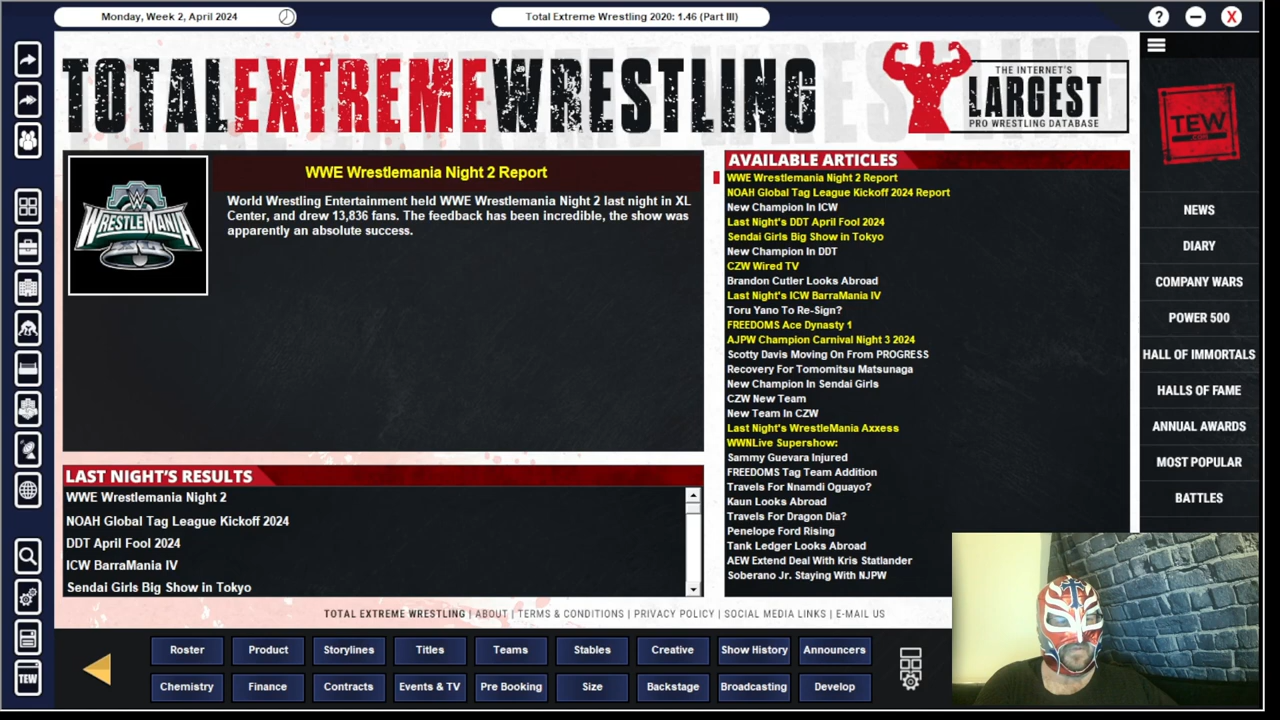 Monday, Week 2, April 2024
Total Extreme Wrestling 2020: 1.46 (Part III)
?
X
TOTALEXTREMEWRESTLING
THE INTERNET'S
LARGEST
PRO WRESTLING DATABASE
TEW
.COM
WWE Wrestlemania Night 2 Report
WRESTLEMANIA
World Wrestling Entertainment held WWE Wrestlemania Night 2 last night in XL
Center, and drew 13,836 fans. The feedback has been incredible, the show was
apparently an absolute success.
AVAILABLE ARTICLES
WWE Wrestlemania Night 2 Report
NOAH Global Tag League Kickoff 2024 Report
New Champion In ICW
Last Night's DDT April Fool 2024
Sendai Girls Big Show in Tokyo
New Champion In DDT
CZW Wired TV
Brandon Cutler Looks Abroad
Last Night's ICW BarraMania IV
Toru Yano To Re-Sign?
FREEDOMS Ace Dynasty 1
AJPW Champion Carnival Night 3 2024
Scotty Davis Moving On From PROGRESS
Recovery For Tomomitsu Matsunaga
New Champion In Sendai Girls
CZW New Team
New Team In CZW
Last Night's WrestleMania Axxess
WWNLive Supershow:
Sammy Guevara Injured
FREEDOMS Tag Team Addition
Travels For Nnamdi Oguayo?
Kaun Looks Abroad
Travels For Dragon Dia?
Penelope Ford Rising
Tank Ledger Looks Abroad
AEW Extend Deal With Kris Statlander
Soberano Jr. Staying With NJPW
NEWS
DIARY
COMPANY WARS
POWER 500
HALL OF IMMORTALS
HALLS OF FAME
ANNUAL AWARDS
MOST POPULAR
BATTLES
LAST NIGHT'S RESULTS
WWE Wrestlemania Night 2
NOAH Global Tag League Kickoff 2024
DDT April Fool 2024
ICW BarraMania IV
Sendai Girls Big Show in Tokyo
TOTAL EXTREME WRESTLING | ABOUT | TERMS & CONDITIONS | PRIVACY POLICY | SOCIAL MEDIA LINKS | E-MAIL US
TEW
Roster
Product
Storylines
Titles
Teams
Stables
Creative
Show History
Announcers
Chemistry
Finance
Contracts
Events & TV
Pre Booking
Size
Backstage
Broadcasting
Develop